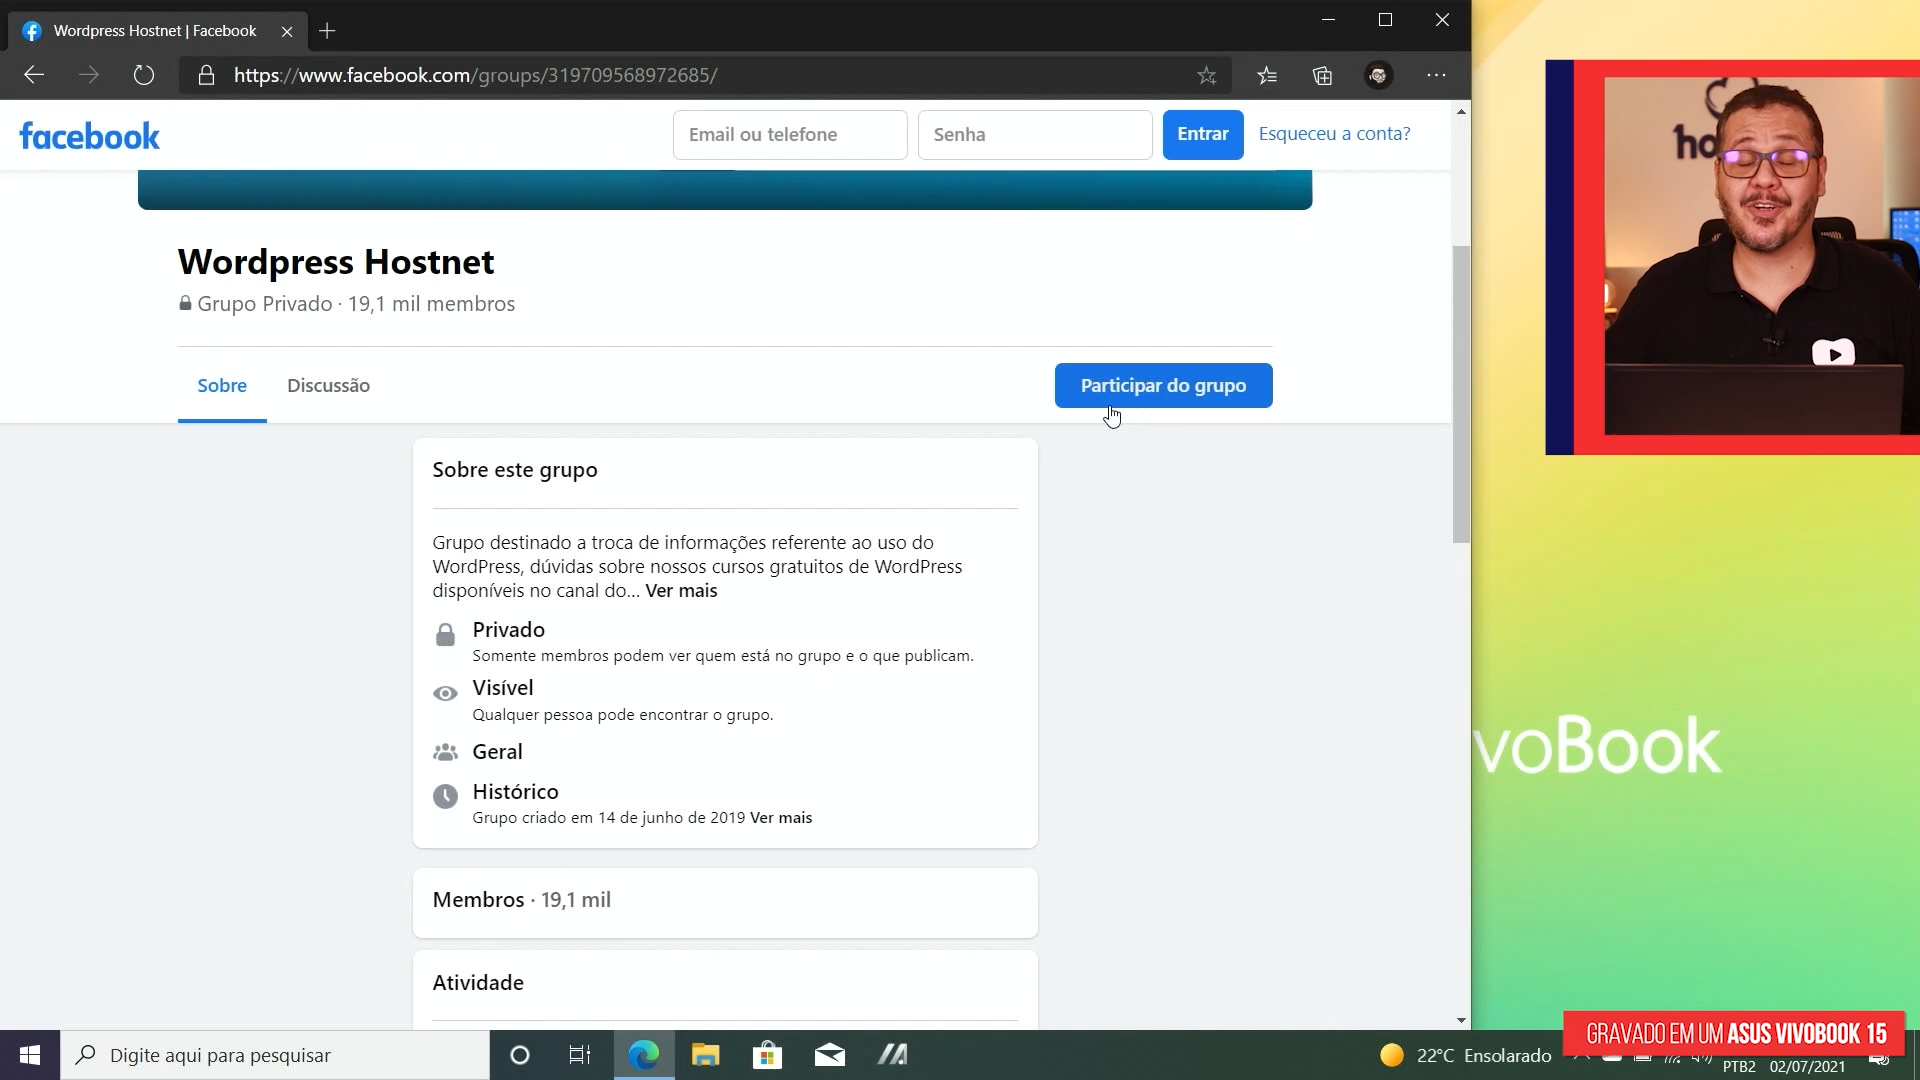 Wordpress Hostnet | Facebook
https://www.facebook.com/groups/319709568972685/
facebook
Email ou telefone
Senha
Entrar
Esqueceu a conta?
Wordpress Hostnet
Grupo Privado · 19,1 mil membros
Sobre
Discussão
Participar do grupo
Sobre este grupo
Grupo destinado a troca de informações referente ao uso do
WordPress, dúvidas sobre nossos cursos gratuitos de WordPress
disponíveis no canal do... Ver mais
Privado
Somente membros podem ver quem está no grupo e o que publicam.
Visível
Qualquer pessoa pode encontrar o grupo.
Geral
Histórico
Grupo criado em 14 de junho de 2019 Ver mais
Membros · 19,1 mil
Atividade
ho
voBook
GRAVADO EM UM ASUS VIVOBOOK 15
Digite aqui para pesquisar
22°C Ensolarado
PTB2 02/07/2021